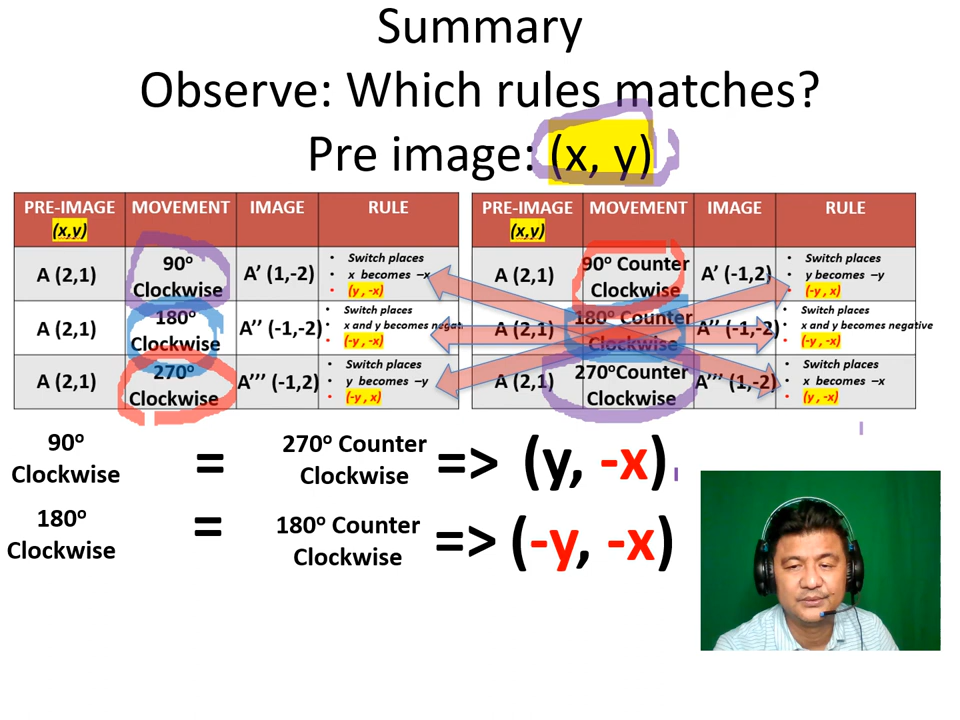 Summary
Observe: Which rules matches?
Pre image: (x, y)
PRE-IMAGE (x,y) MOVEMENT IMAGE RULE
A (2,1) 90° Clockwise A' (1,-2)
• Switch places
• x becomes –x
• (y , -x)
A (2,1) 180° Clockwise A'' (-1,-2)
• Switch places
• x and y becomes negat
• (-y , -x)
A (2,1) 270° Clockwise A''' (-1,2)
• Switch places
• y becomes –y
• (-y , x)
PRE-IMAGE (x,y) MOVEMENT IMAGE RULE
A (2,1) 90° Counter Clockwise A' (-1,2)
• Switch places
• y becomes –y
• (-y , x)
A (2,1) 180° Counter Clockwise A'' (-1,-2)
• Switch places
• x and y becomes negative
• (-y , -x)
A (2,1) 270°Counter Clockwise A''' (1,-2)
• Switch places
• x becomes –x
• (y , -x)
90° Clockwise = 270° Counter Clockwise => (y, -x)
180° Clockwise = 180° Counter Clockwise => (-y, -x)